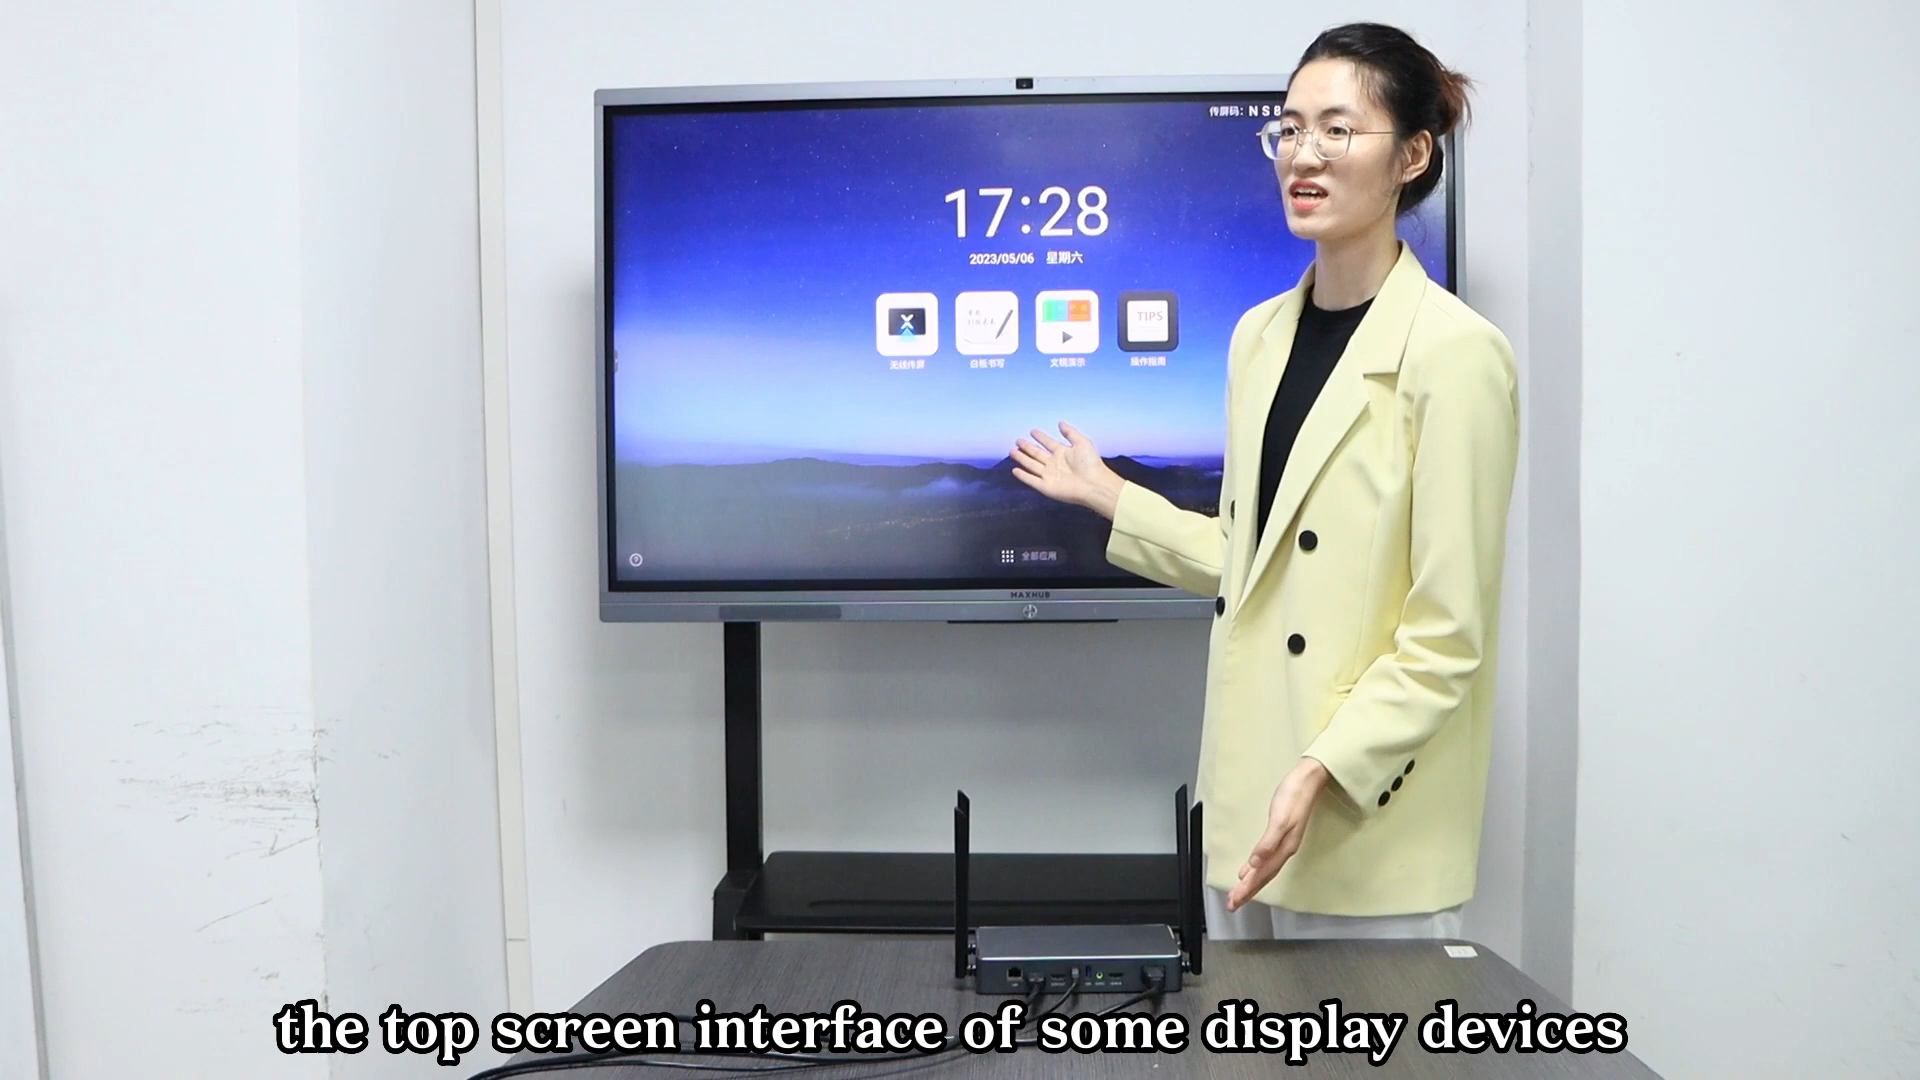 传屏码: NS8
17:28
2023/05/06 星期六
TIPS
无线传屏
白板书写
文稿演示
操作指南
全部应用
MAXHUB
the top screen interface of some display devices